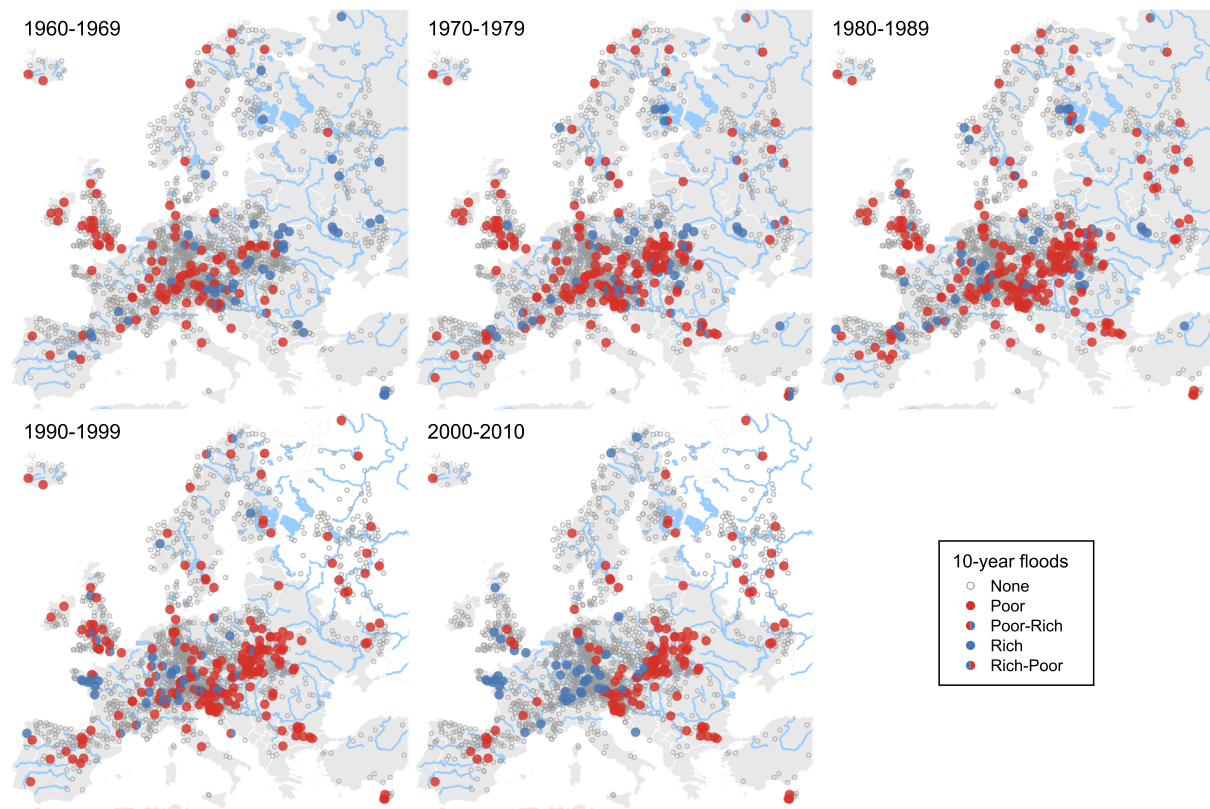 1960-1969
1970-1979
1980-1989
1990-1999
2000-2010
10-year floods
None
Poor
Poor-Rich
Rich
Rich-Poor